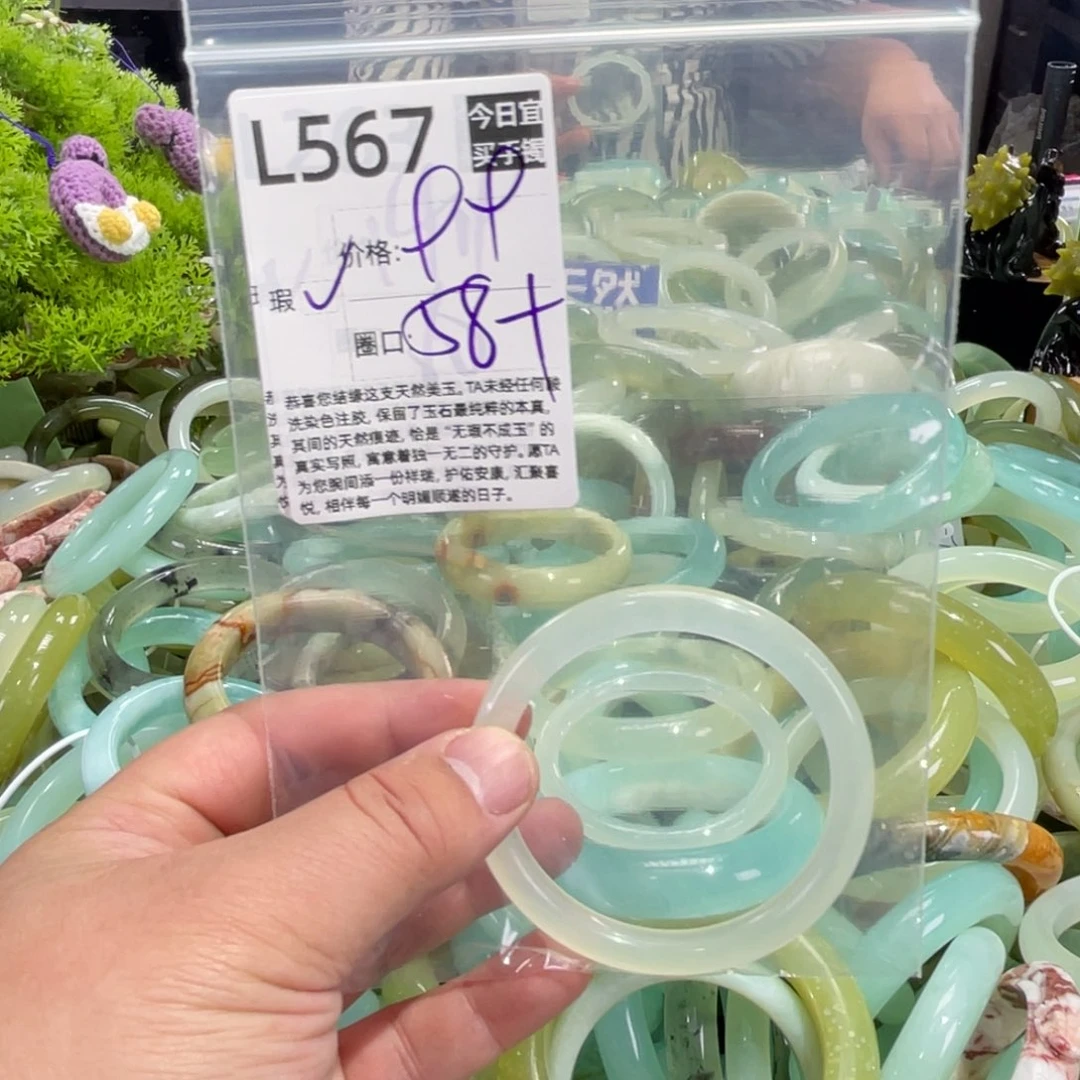 L567
今日宜
买手镯
价格: 99
瑕 ✓
圈口: 58+
天然
恭喜您结缘这支天然美玉, TA未经任何酸
洗染色注胶, 保留了玉石最纯粹的本真。
其间的天然痕迹, 恰是“无瑕不成玉”的
真实写照, 寓意着独一无二的守护。愿TA
为您腕间添一份祥瑞, 护佑安康, 汇聚喜
悦, 相伴每一个明媚顺遂的日子。